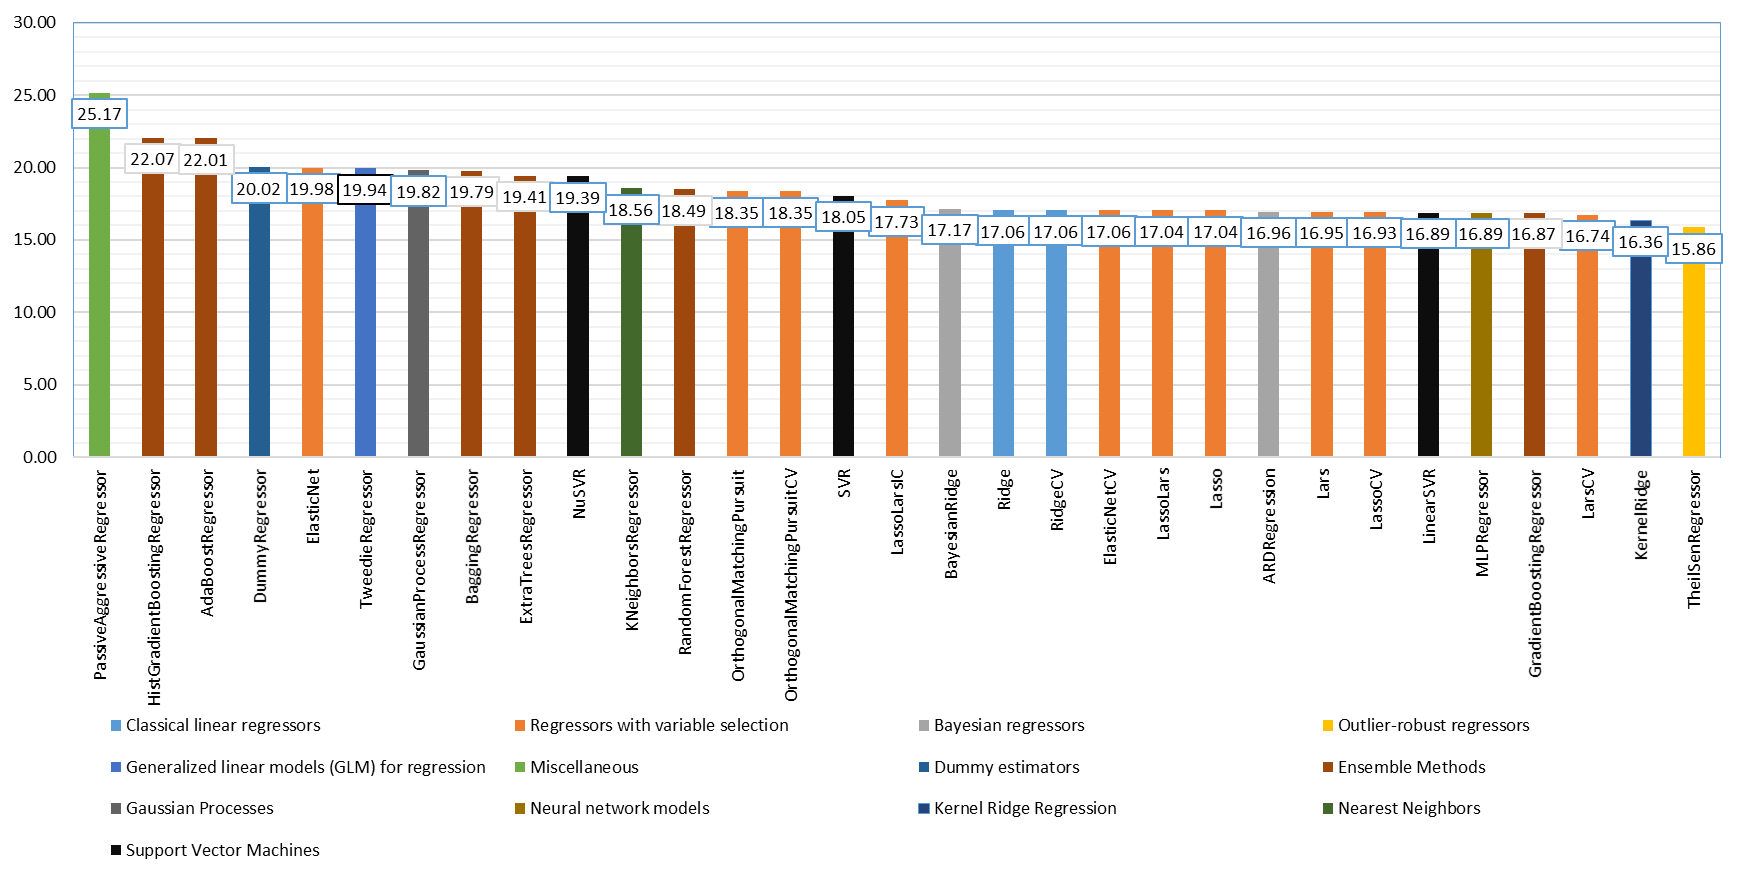 30.00
25.00
20.00
15.00
10.00
5.00
0.00
25.17
22.07
22.01
20.02
19.98
19.94
19.82
19.79
19.41
19.39
18.56
18.49
18.35
18.35
18.05
17.73
17.17
17.06
17.06
17.06
17.04
17.04
16.96
16.95
16.93
16.89
16.89
16.87
16.74
16.36
15.86
PassiveAggressiveRegressor
HistGradientBoostingRegressor
AdaBoostRegressor
DummyRegressor
ElasticNet
TweedieRegressor
GaussianProcessRegressor
BaggingRegressor
ExtraTreesRegressor
NuSVR
KNeighborsRegressor
RandomForestRegressor
OrthogonalMatchingPursuit
OrthogonalMatchingPursuitCV
SVR
LassoLarsIC
BayesianRidge
Ridge
RidgeCV
ElasticNetCV
LassoLars
Lasso
ARDRegression
Lars
LassoCV
LinearSVR
MLPRegressor
GradientBoostingRegressor
LarsCV
KernelRidge
TheilSenRegressor
Classical linear regressors
Regressors with variable selection
Bayesian regressors
Outlier-robust regressors
Generalized linear models (GLM) for regression
Miscellaneous
Dummy estimators
Ensemble Methods
Gaussian Processes
Neural network models
Kernel Ridge Regression
Nearest Neighbors
Support Vector Machines